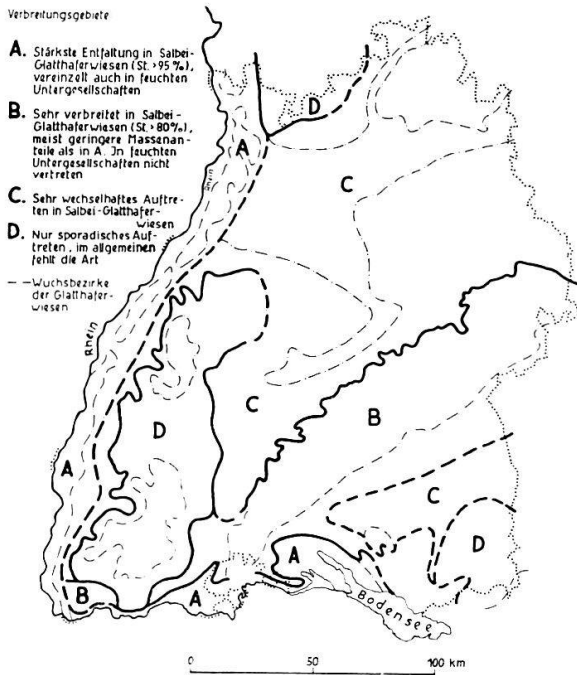 Verbreitungsgebiete
A. Stärkste Entfaltung in Salbei-
Glatthaferwiesen (St. >95 %),
vereinzelt auch in feuchten
Untergesellschaften
B. Sehr verbreitet in Salbei-
Glatthaferwiesen (St. >80%),
meist geringere Massenan-
teile als in A. Jn feuchten
Untergesellschaften nicht
vertreten
C. Sehr wechselhaftes Auftre-
ten in Salbei-Glatthafer-
wiesen
D. Nur sporadisches Auf-
treten, im allgemeinen
fehlt die Art
Wuchsbezirke
der Glatthafer-
wiesen
D
A
C
Rhein
Rhein
D
C
B
A
C
D
A
B
A
Bodensee
0 50 100 km